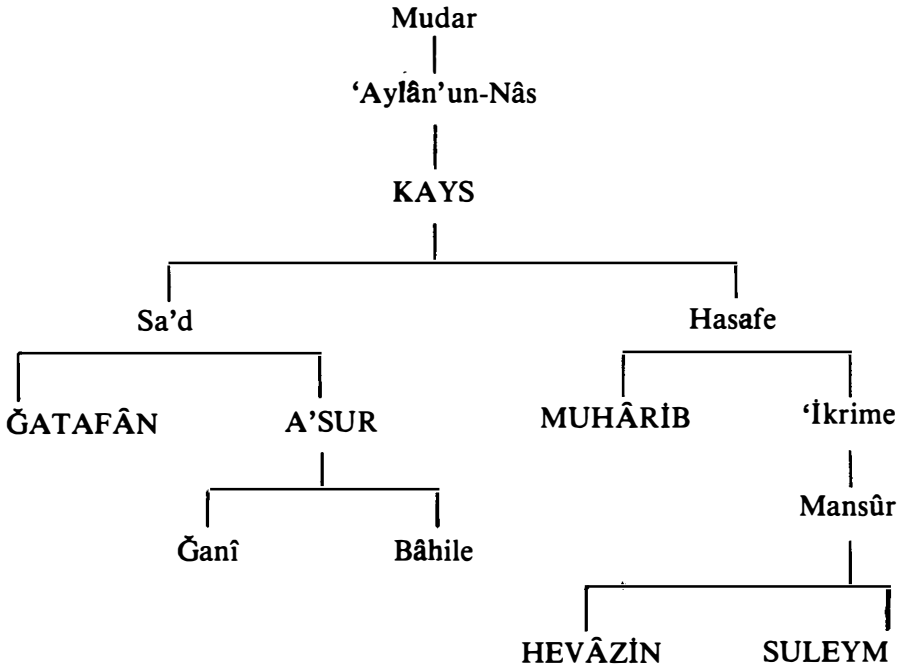 Mudar
‘Aylân’un-Nâs
KAYS
Sa’d Hasafe
ĞATAFÂN A’SUR MUHÂRİB ‘İkrime
Mansûr
Ğanî Bâhile
HEVÂZİN SULEYM